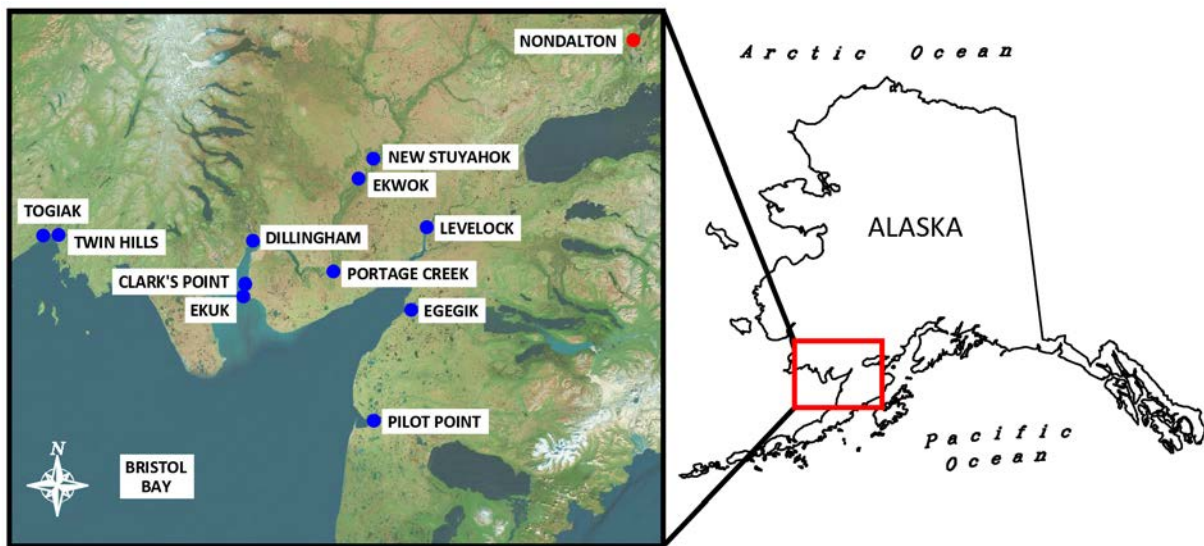 NONDALTON
NEW STUYAHOK
EKWOK
TOGIAK
TWIN HILLS
DILLINGHAM
LEVELOCK
CLARK'S POINT
PORTAGE CREEK
EKUK
EGEGIK
PILOT POINT
N
BRISTOL
BAY
Arctic Ocean
ALASKA
Pacific
Ocean